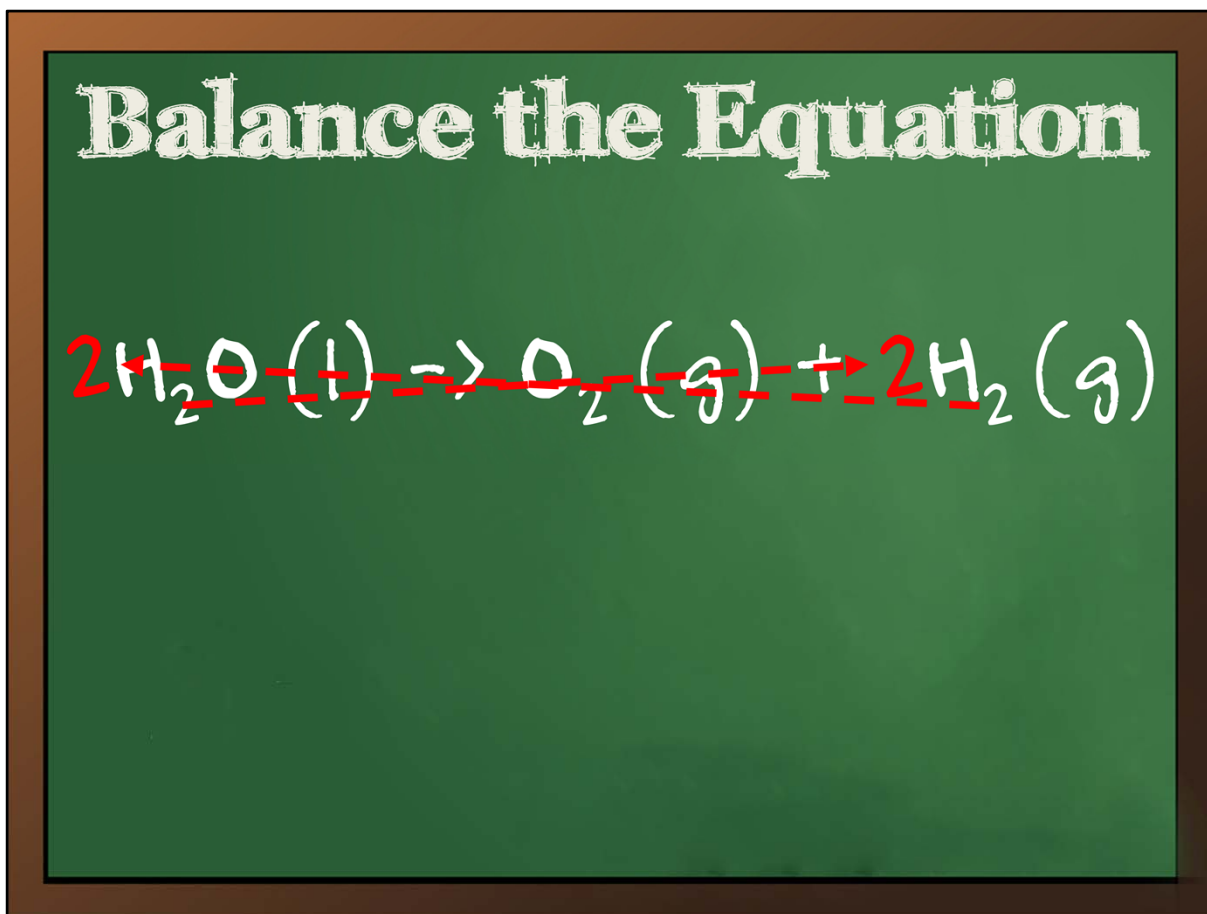 Balance the Equation
2H₂O (l) -> O₂ (g) + 2H₂ (g)